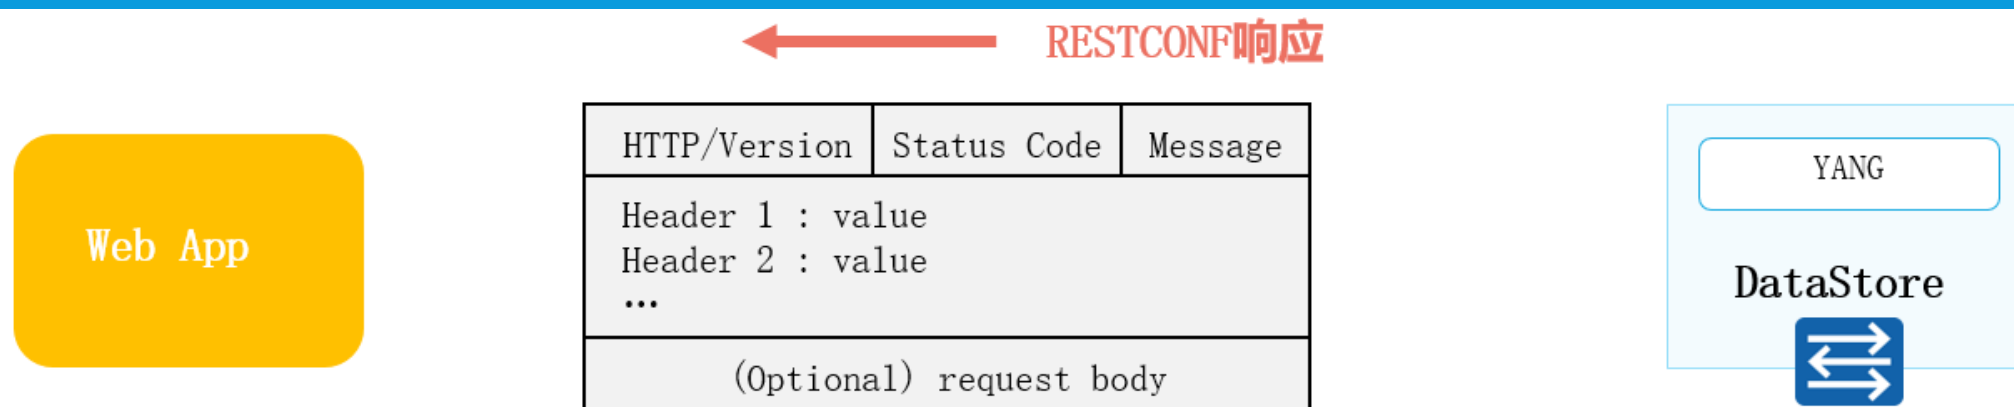 RESTCONF响应
HTTP/Version Status Code Message
Header 1 : value
Header 2 : value
…
(Optional) request body
Web App
YANG
DataStore